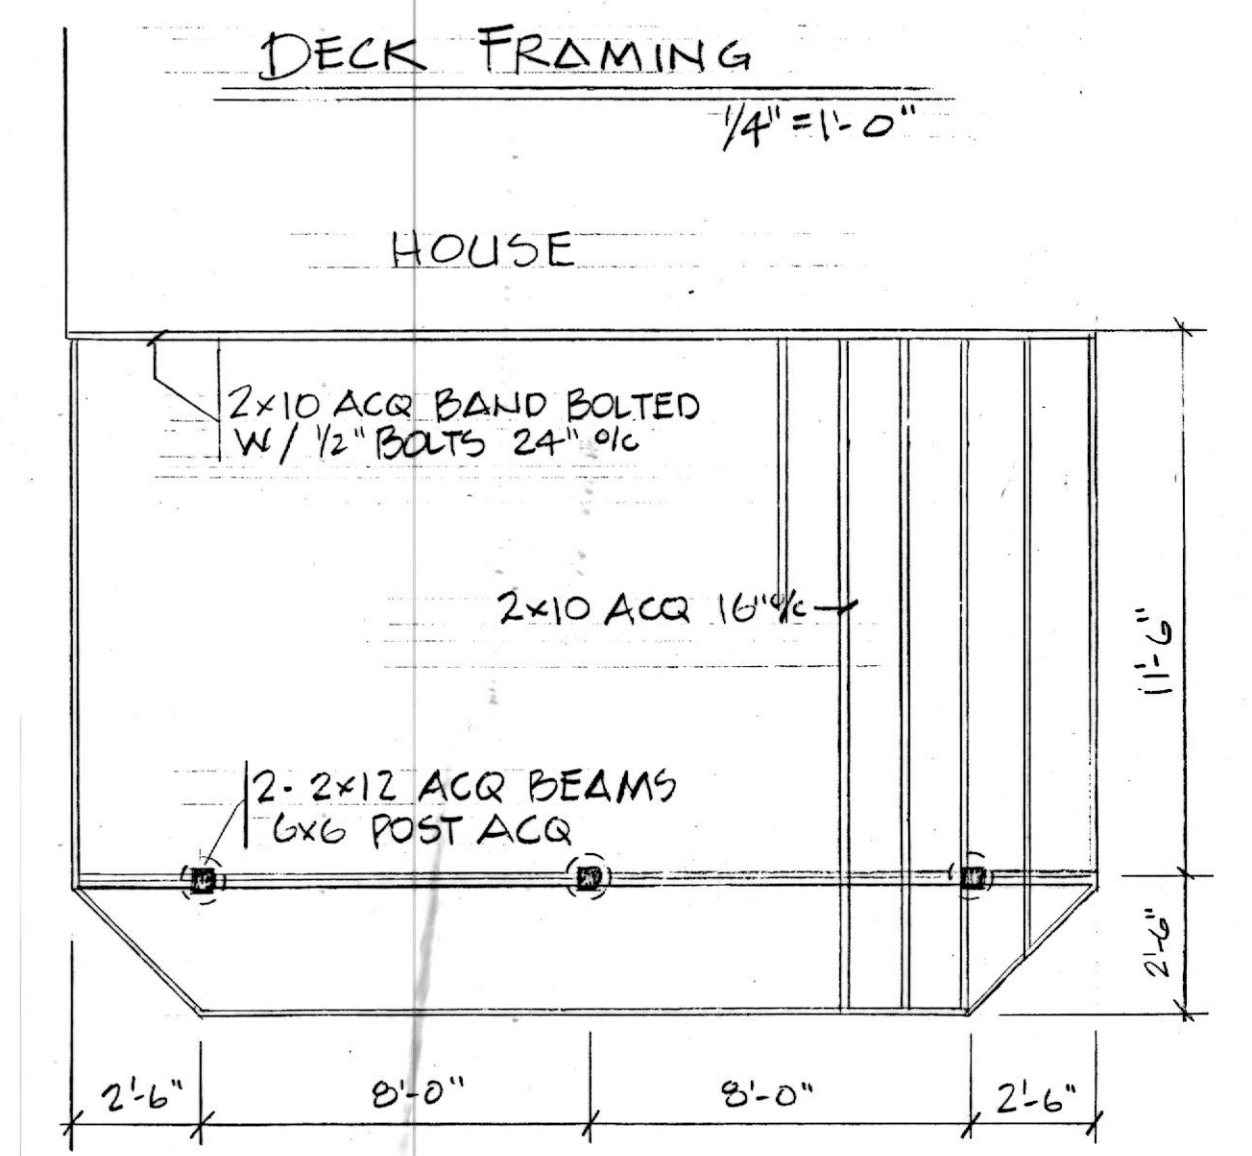 DECK FRAMING
1/4" = 1'-0"
HOUSE
2x10 ACQ BAND BOLTED
W/ 1/2" BOLTS 24" o/c
2x10 ACQ 16" o/c
11'-6"
2- 2x12 ACQ BEAMS
6x6 POST ACQ
2'-6"
2'-6"
8'-0"
8'-0"
2'-6"